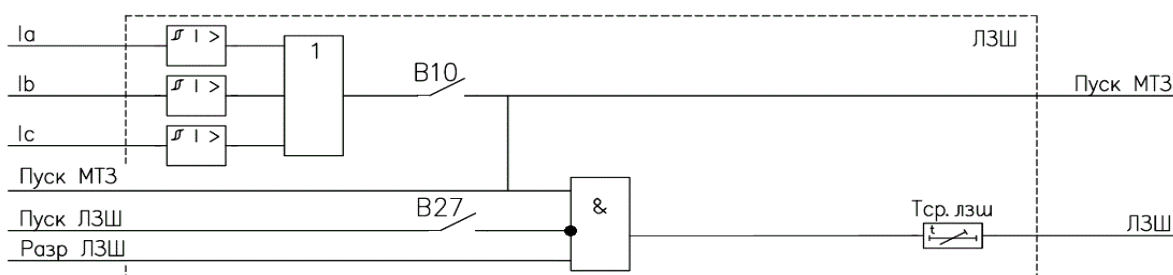 Ia
I >
1
ЛЗШ
В10
Ib
I >
Пуск МТЗ
Ic
I >
Пуск МТЗ
В27
&
Тср. лзш
Пуск ЛЗШ
t
ЛЗШ
Разр ЛЗШ